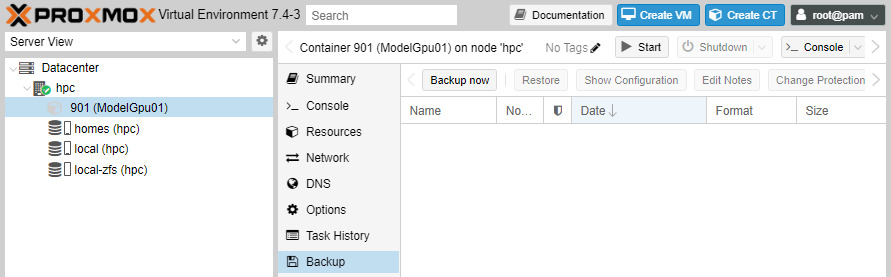 PROXMOX Virtual Environment 7.4-3 Search Documentation Create VM Create CT root@pam
Server View
Datacenter
hpc
901 (ModelGpu01)
homes (hpc)
local (hpc)
local-zfs (hpc)
Container 901 (ModelGpu01) on node 'hpc' No Tags Start Shutdown Console
Summary
Console
Resources
Network
DNS
Options
Task History
Backup
Backup now Restore Show Configuration Edit Notes Change Protection
Name No... Date Format Size